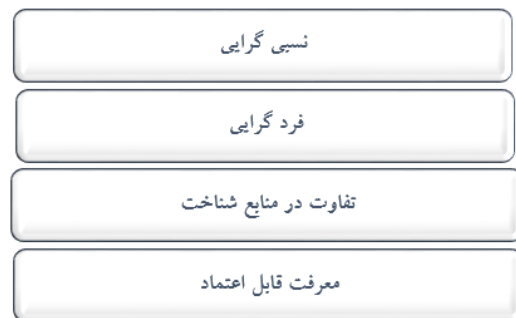 نسبی گرایی
فرد گرایی
تفاوت در منابع شناخت
معرفت قابل اعتماد